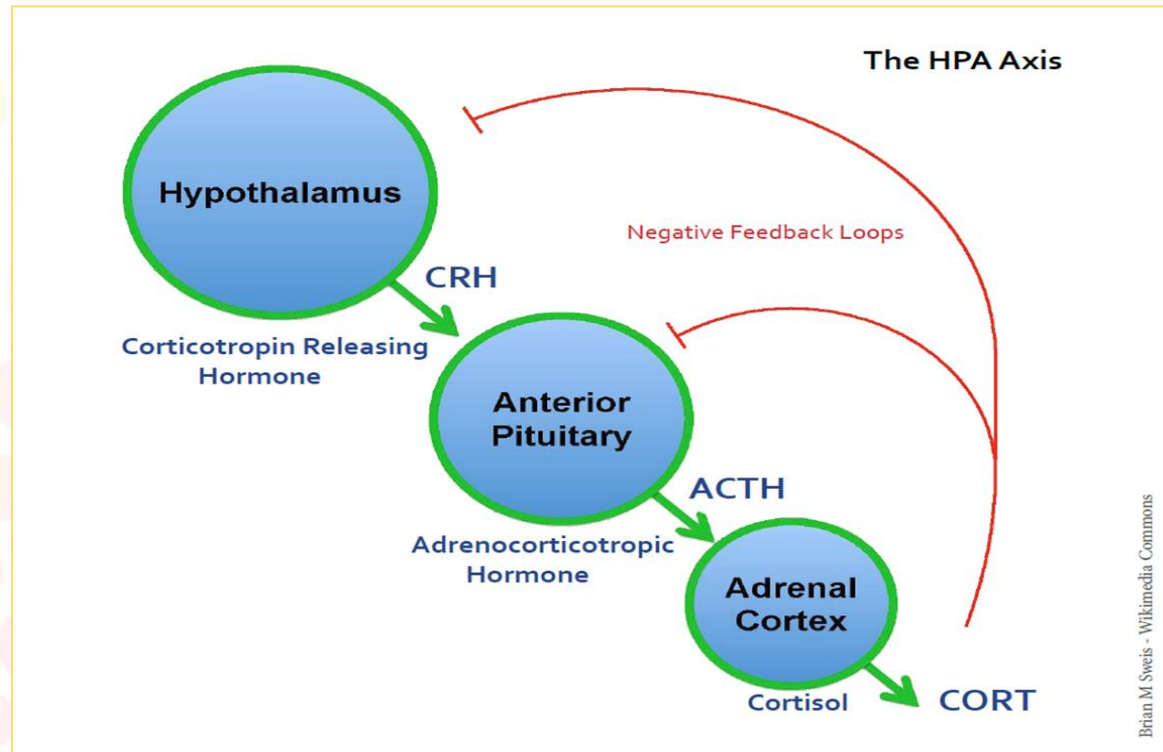 The HPA Axis
Hypothalamus
Negative Feedback Loops
CRH
Corticotropin Releasing
Hormone
Anterior
Pituitary
ACTH
Adrenocorticotropic
Hormone
Adrenal
Cortex
Cortisol
CORT
Brian M Sweis - Wikimedia Commons